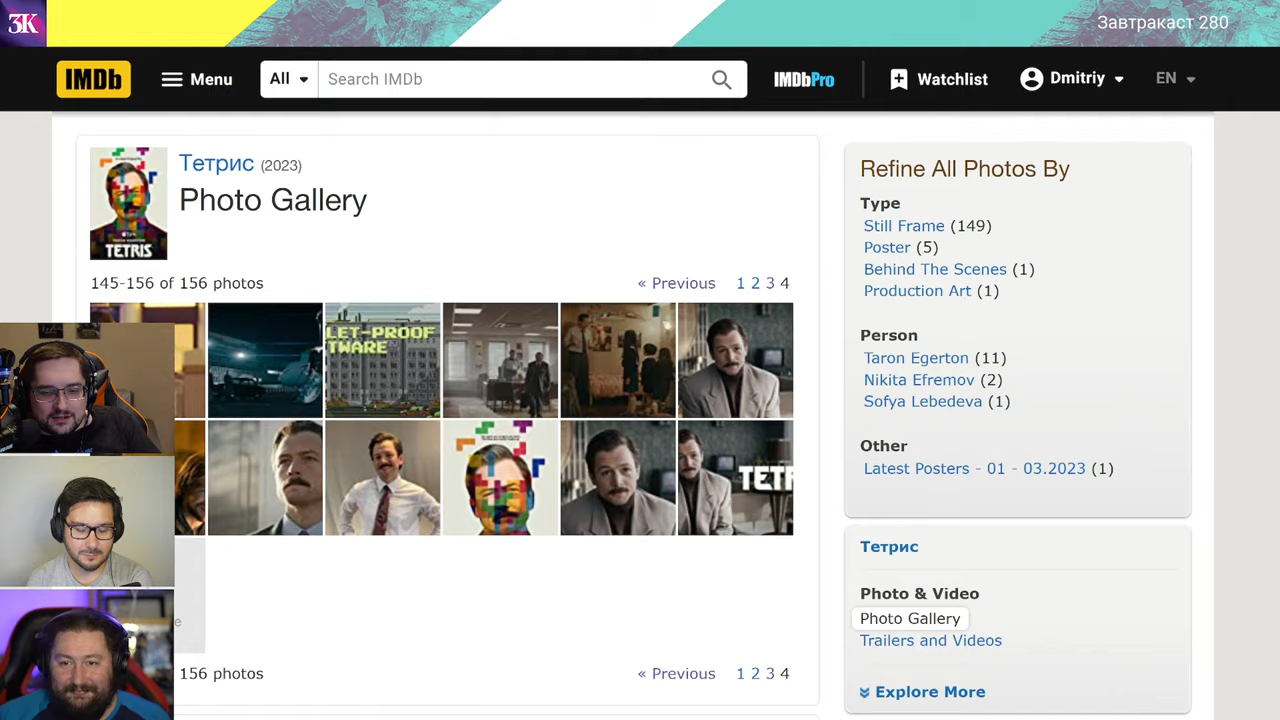 3K
Завтракаст 280
IMDb
Menu
All
Search IMDb
IMDbPro
Watchlist
Dmitriy
EN
Тетрис (2023)
Photo Gallery
TETRIS
145-156 of 156 photos
« Previous 1 2 3 4
LET-PROOF
TWARE
TETR
e
156 photos
« Previous 1 2 3 4
Refine All Photos By
Type
Still Frame (149)
Poster (5)
Behind The Scenes (1)
Production Art (1)
Person
Taron Egerton (11)
Nikita Efremov (2)
Sofya Lebedeva (1)
Other
Latest Posters - 01 - 03.2023 (1)
Тетрис
Photo & Video
Photo Gallery
Trailers and Videos
Explore More